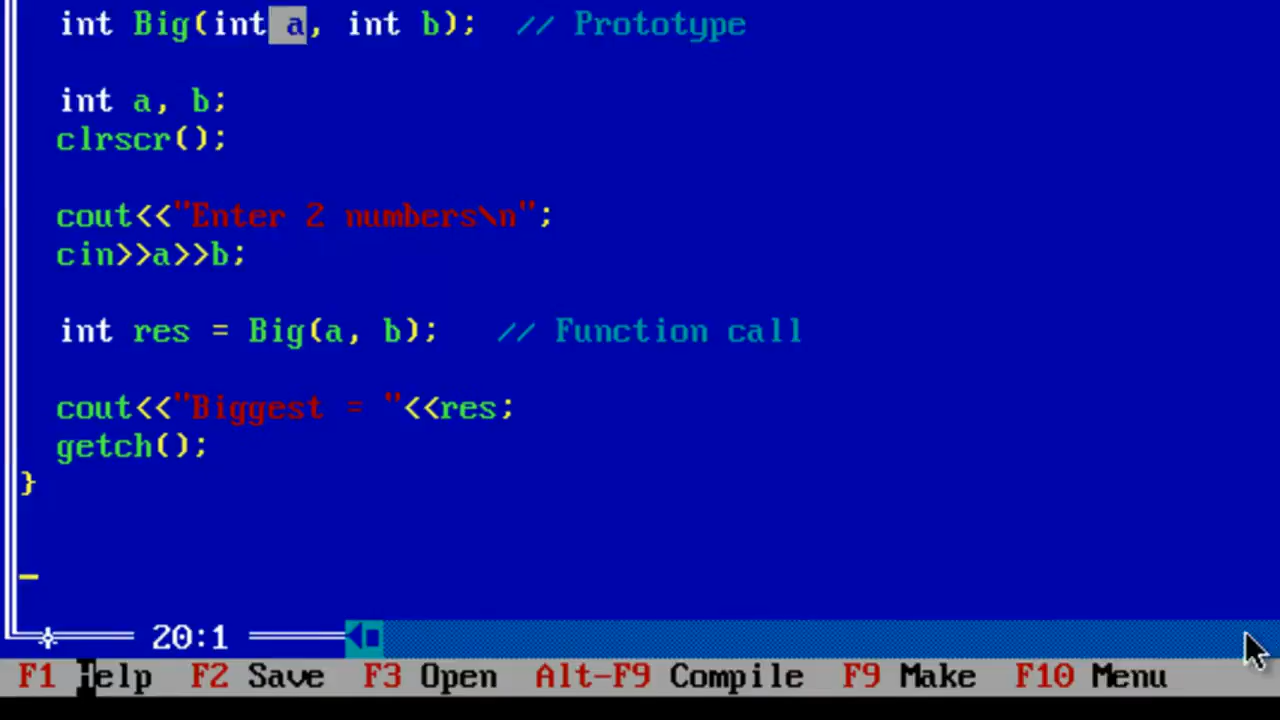 int Big(int a, int b);  // Prototype
int a, b;
clrscr();
cout<<"Enter 2 numbers\n";
cin>>a>>b;
int res = Big(a, b);   // Function call
cout<<"Biggest = "<<res;
getch();
}
20:1
F1 Help  F2 Save  F3 Open  Alt-F9 Compile  F9 Make  F10 Menu